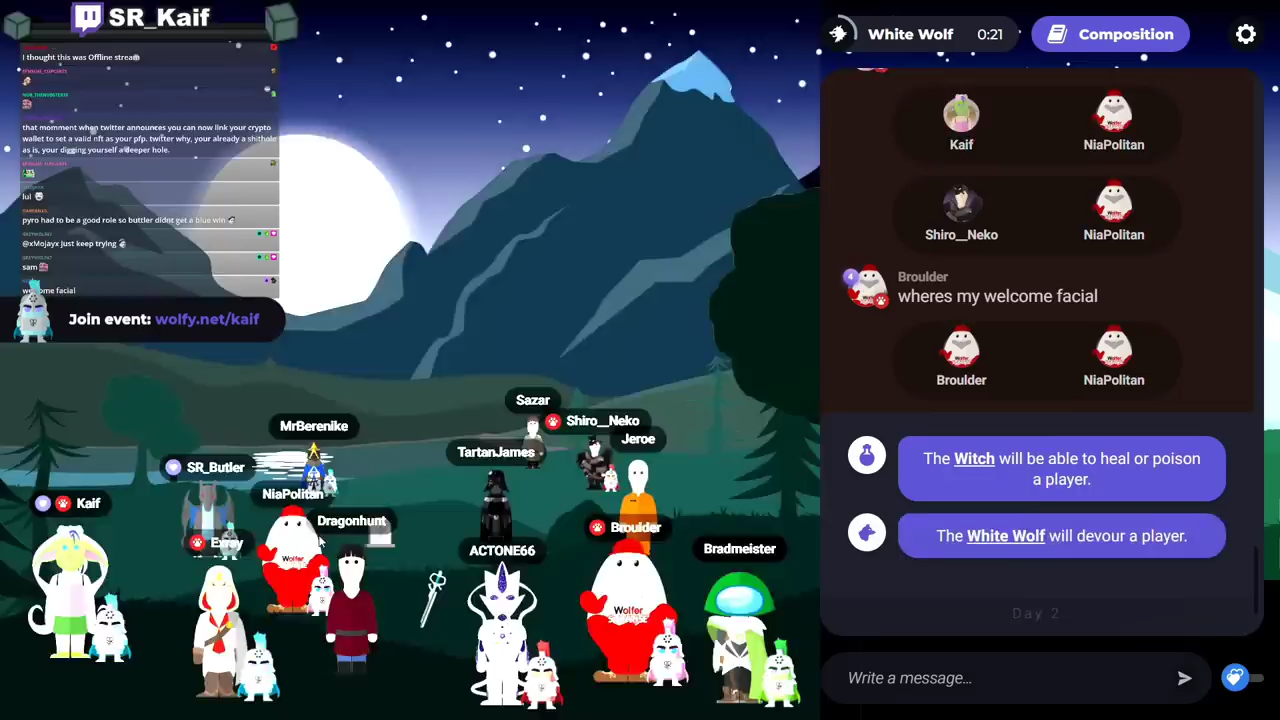 SR_Kaif
I thought this was Offline stream
that momment when twitter announces you can now link your crypto
wallet to set a valid nft as your pfp. twitter why, your already a shithole
as is, your digging yourself a deeper hole.
lul
pyro had to be a good role so buttler didnt get a blue win
@xMojayx just keep trying
sam
welcome facial
Join event: wolfy.net/kaif
Sazar
Shiro__Neko
MrBerenike
Jeroe
TartanJames
SR_Butler
NiaPolitan
Kaif
Dragonhunt
Broulder
ACTONE66
Bradmeister
Wolfer
Wolfer
White Wolf 0:21 Composition
Kaif NiaPolitan
Shiro__Neko NiaPolitan
4
Broulder
wheres my welcome facial
Broulder NiaPolitan
The Witch will be able to heal or poison
a player.
The White Wolf will devour a player.
Day 2
Write a message...